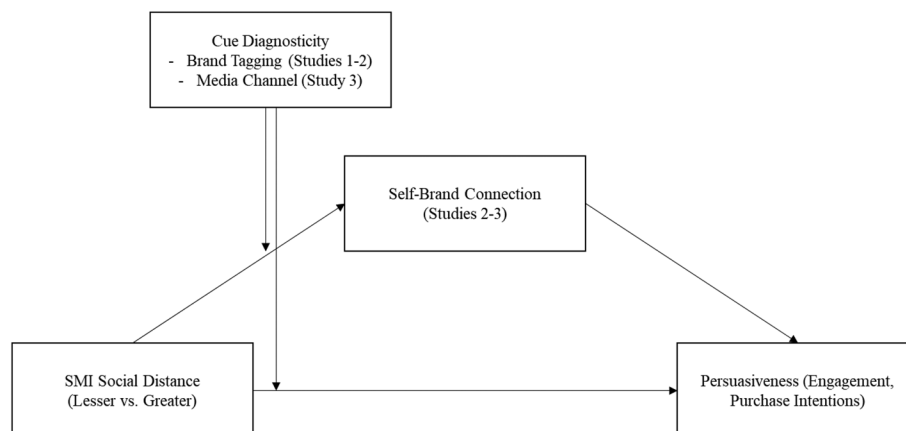 Cue Diagnosticity
- Brand Tagging (Studies 1-2)
- Media Channel (Study 3)
Self-Brand Connection
(Studies 2-3)
SMI Social Distance
(Lesser vs. Greater)
Persuasiveness (Engagement,
Purchase Intentions)